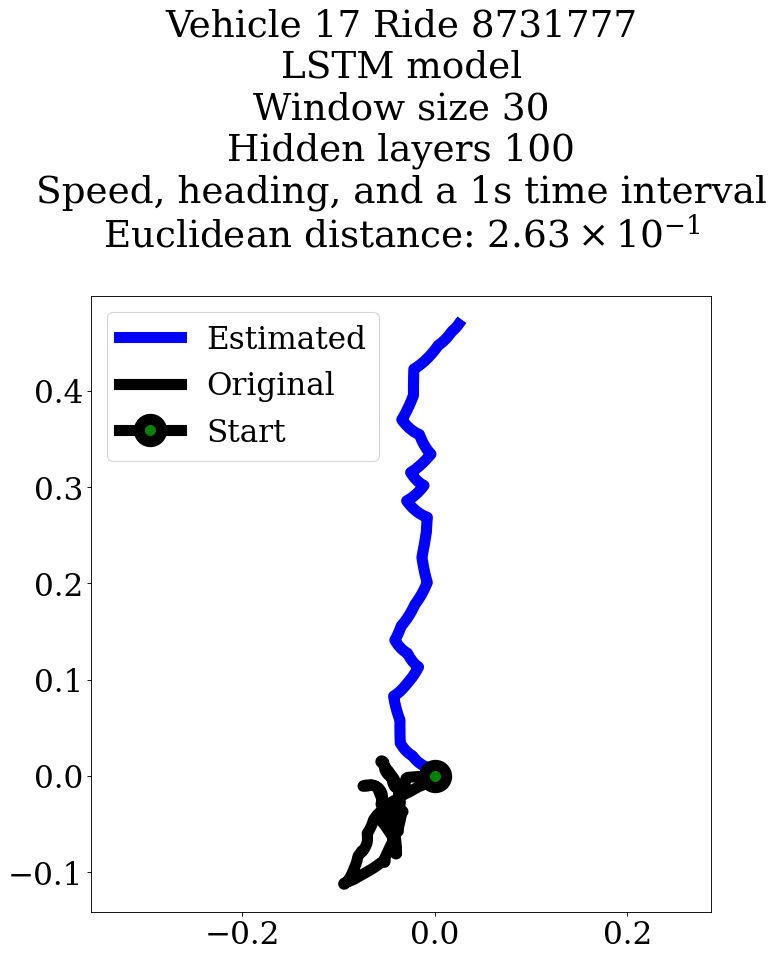 Vehicle 17 Ride 8731777
LSTM model
Window size 30
Hidden layers 100
Speed, heading, and a 1s time interval
Euclidean distance: 2.63 × 10⁻¹
Estimated
Original
Start
0.4
0.3
0.2
0.1
0.0
−0.1
−0.2 0.0 0.2